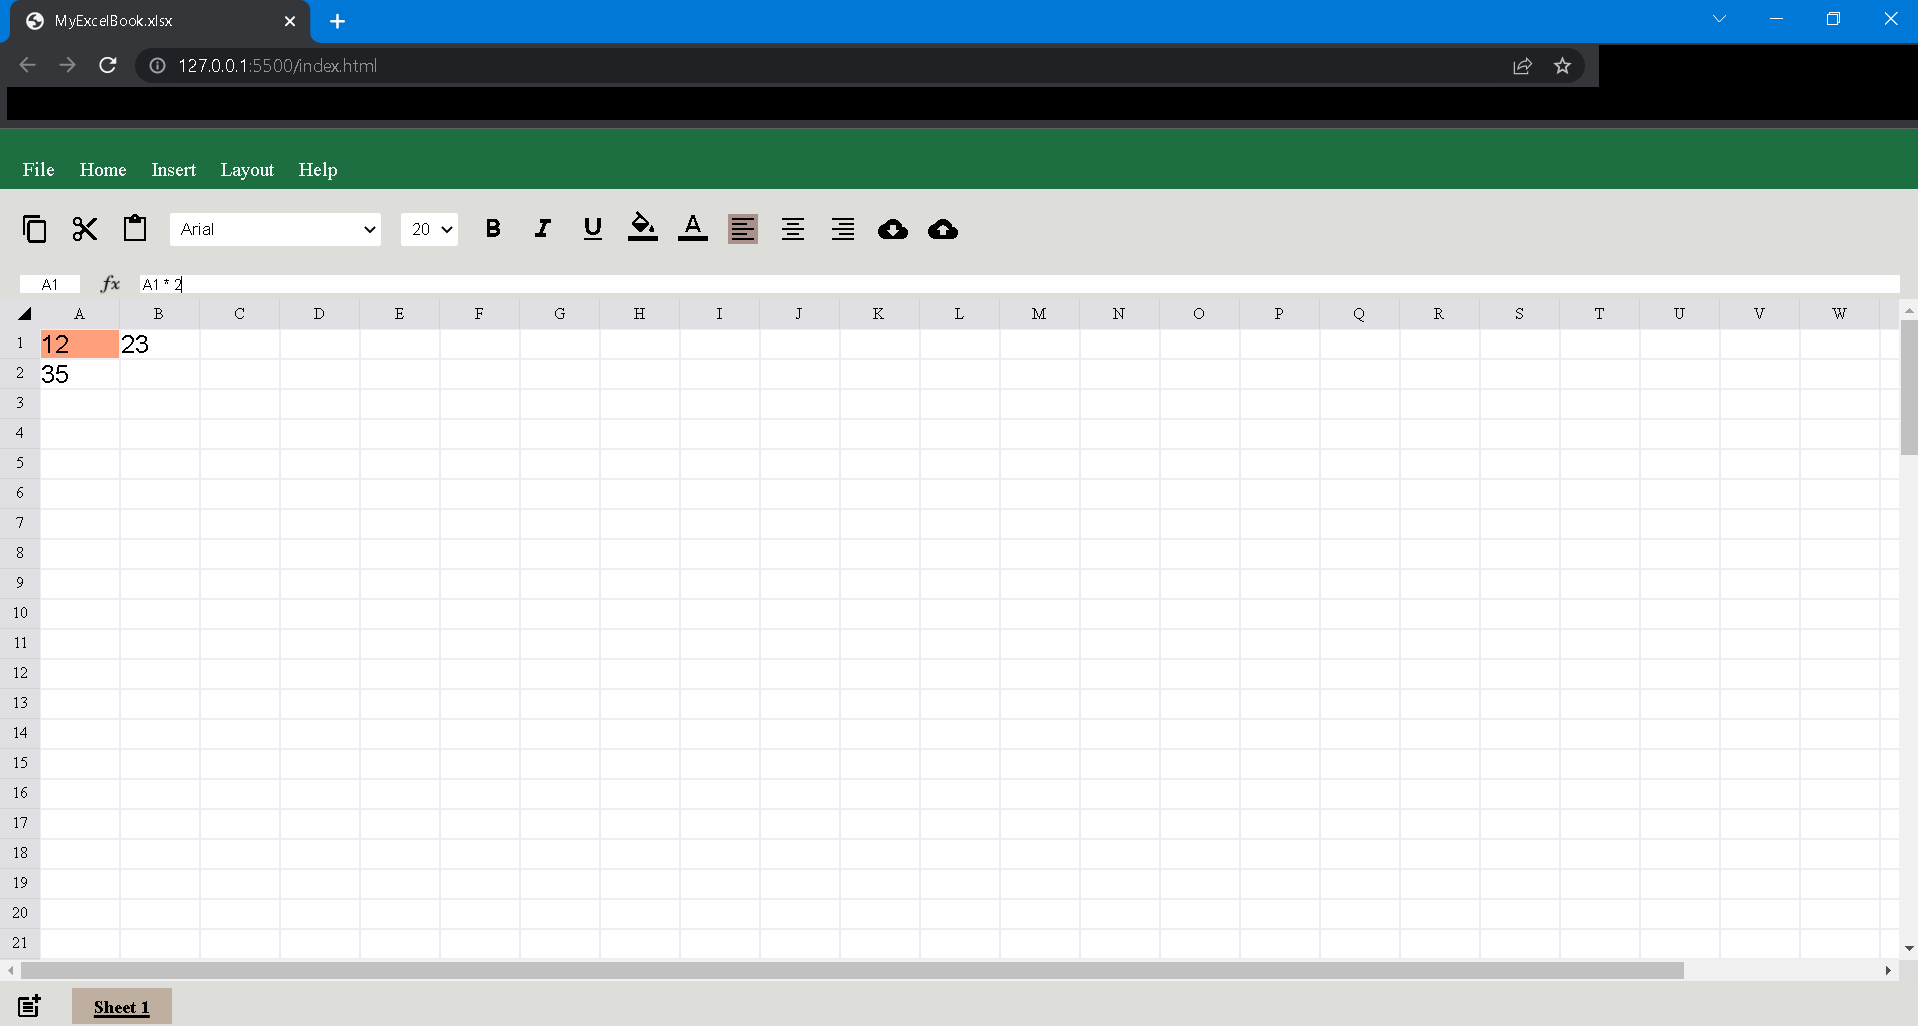 MyExcelBook.xlsx
127.0.0.1:5500/index.html
File Home Insert Layout Help
Arial 20 B I U A
A1 fx A1 * 2
A B C D E F G H I J K L M N O P Q R S T U V W
1 12 23
2 35
3
4
5
6
7
8
9
10
11
12
13
14
15
16
17
18
19
20
21
Sheet 1